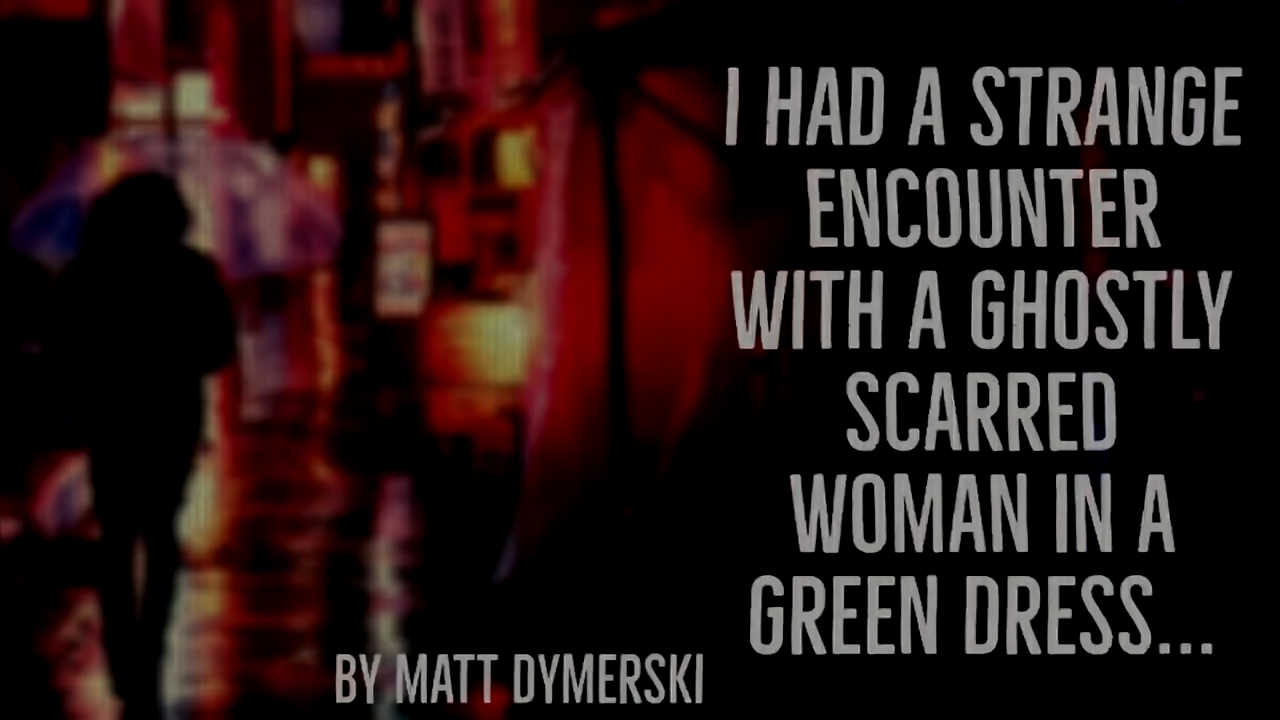 I HAD A STRANGE
ENCOUNTER
WITH A GHOSTLY
SCARRED
WOMAN IN A
GREEN DRESS...
BY MATT DYMERSKI